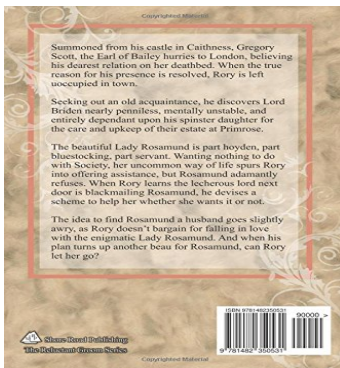 Copyrighted Material
Summoned from his castle in Caithness, Gregory
Scott, the Earl of Bailey hurries to London, believing
his dearest relation on her deathbed. When the true
reason for his presence is resolved, Rory is left
uoccupied in town.
Seeking out an old acquaintance, he discovers Lord
Briden nearly penniless, mentally unstable, and
entirely dependant upon his spinster daughter for
the care and upkeep of their estate at Primrose.
The beautiful Lady Rosamund is part hoyden, part
bluestocking, part servant. Wanting nothing to do
with Society, her uncommon way of life spurs Rory
into offering assistance, but Rosamund adamantly
refuses. When Rory learns the lecherous lord next
door is blackmailing Rosamund, he devises a
scheme to help her whether she wants it or not.
The idea to find Rosamund a husband goes slightly
awry, as Rory doesn't bargain for falling in love
with the enigmatic Lady Rosamund. And when his
plan turns up another beau for Rosamund, can Rory
let her go?
ISBN 9781482350531
90000 >
9 781482 350531
Shore Road Publishing
The Reluctant Groom Series
Copyrighted Material